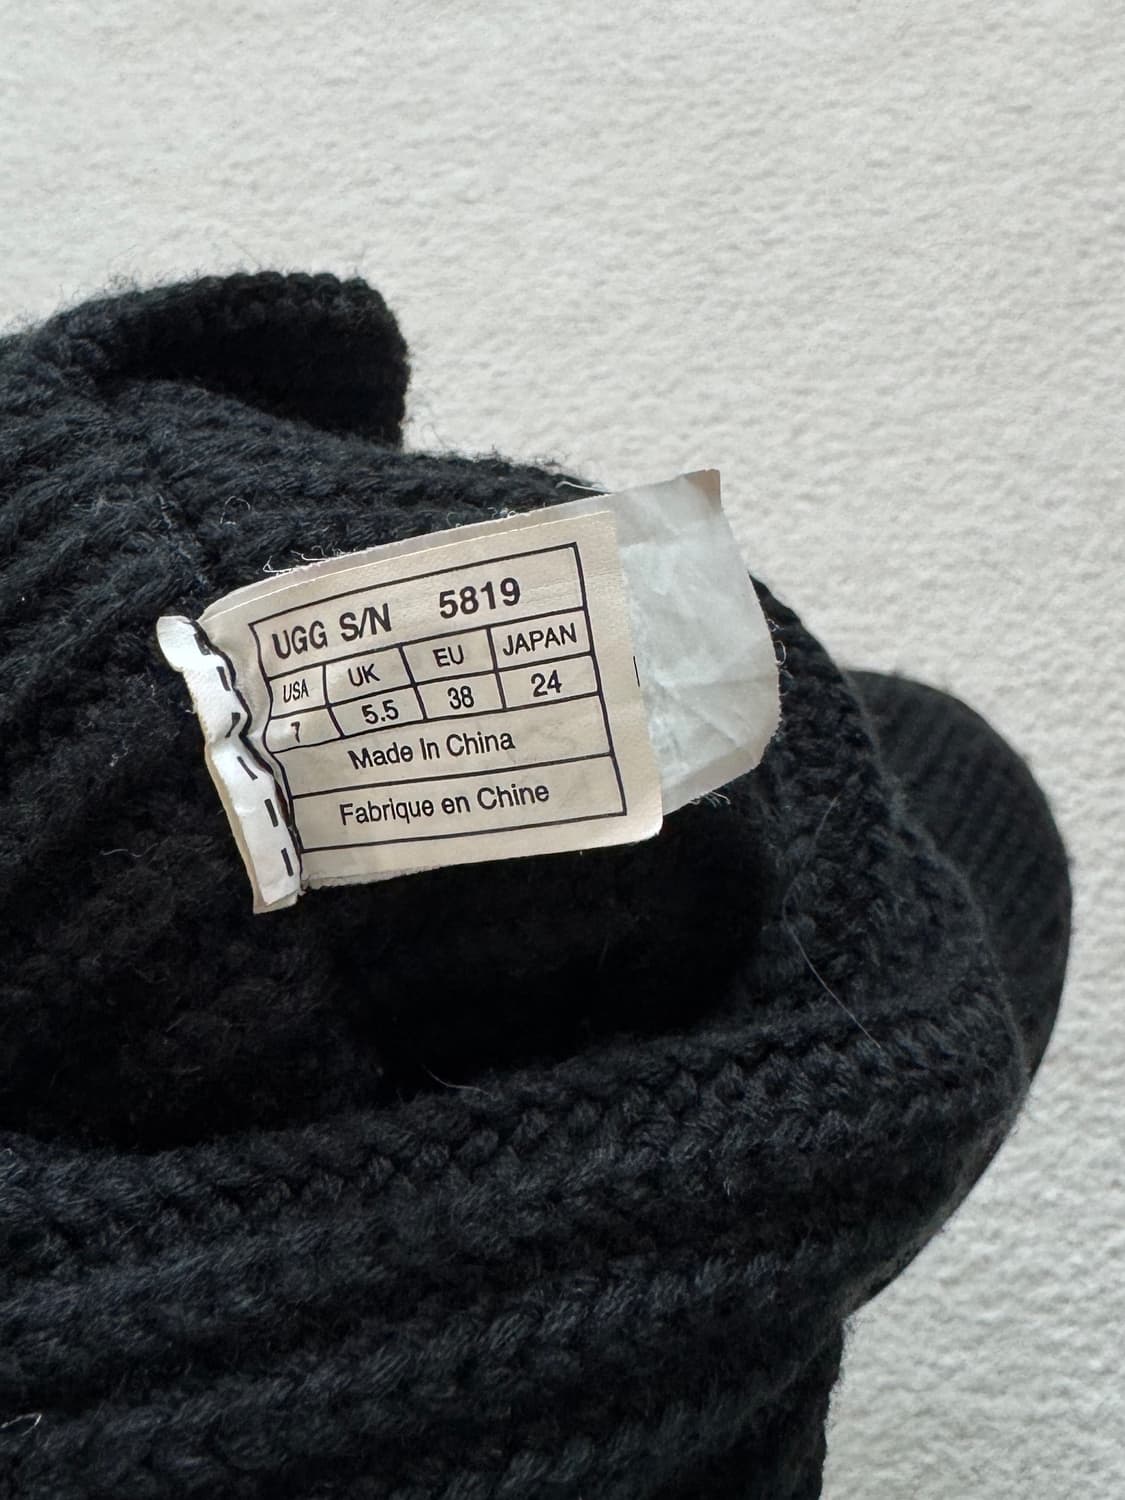 UGG S/N 5819
USA UK EU JAPAN
7 5.5 38 24
Made In China
Fabrique en Chine